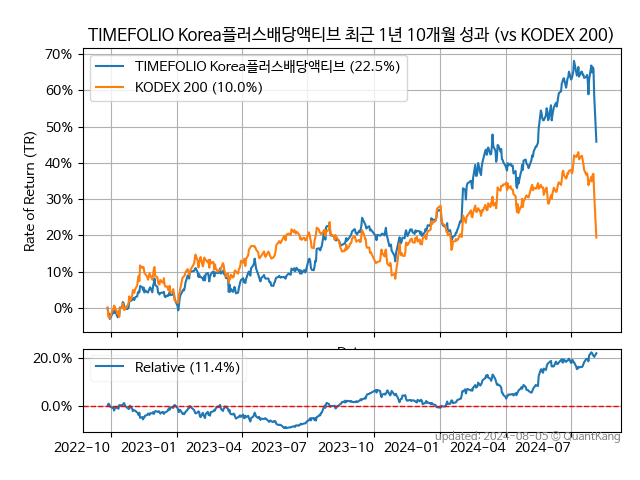 TIMEFOLIO Korea플러스배당액티브 최근 1년 10개월 성과 (vs KODEX 200)
70%
60%
50%
40%
30%
20%
10%
0%
Rate of Return (TR)
TIMEFOLIO Korea플러스배당액티브 (22.5%)
KODEX 200 (10.0%)
20.0%
0.0%
Relative (11.4%)
updated: 2024-08-05 © QuantKang
2022-10 2023-01 2023-04 2023-07 2023-10 2024-01 2024-04 2024-07